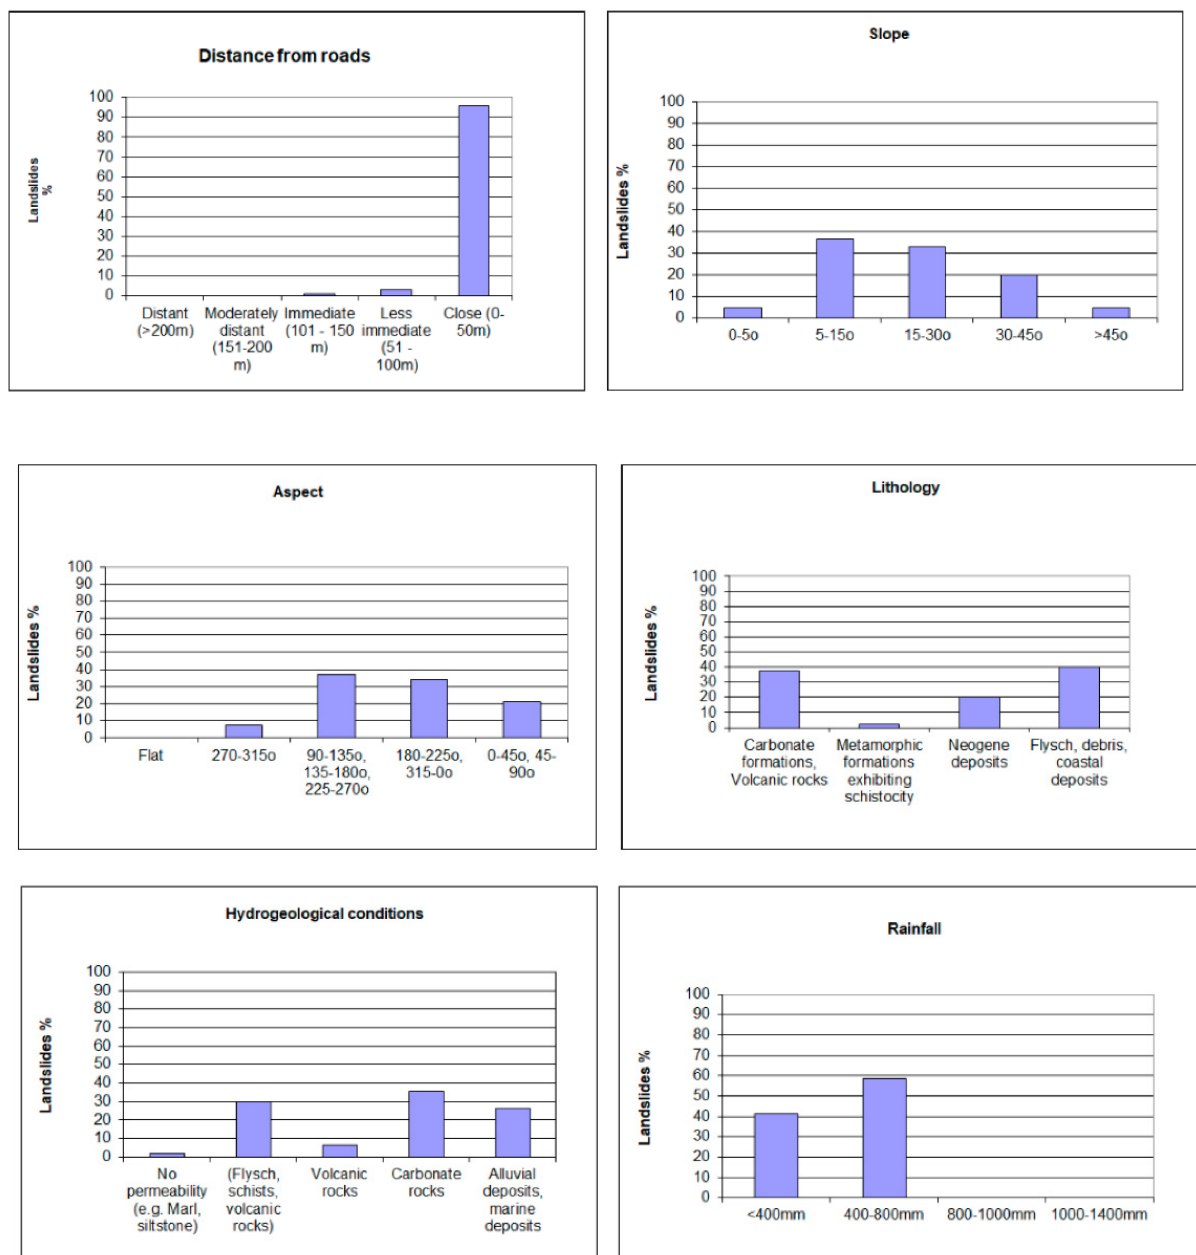 Distance from roads
Landslides
%
100
90
80
70
60
50
40
30
20
10
0
Distant Moderately Immediate Less Close (0-
(>200m) distant (101 - 150 immediate 50m)
(151-200 m) (51 -
m) 100m)
Slope
Landslides %
100
90
80
70
60
50
40
30
20
10
0
0-5o 5-15o 15-30o 30-45o >45o
Aspect
Landslides %
100
90
80
70
60
50
40
30
20
10
0
Flat 270-315o 90-135o, 180-225o, 0-45o, 45-
135-180o, 315-0o 90o
225-270o
Lithology
Landslides %
100
90
80
70
60
50
40
30
20
10
0
Carbonate Metamorphic Neogene Flysch, debris,
formations, formations deposits coastal
Volcanic rocks exhibiting deposits
schistocity
Hydrogeological conditions
Landslides %
100
90
80
70
60
50
40
30
20
10
0
No (Flysch, Volcanic Carbonate Alluvial
permeability schists, rocks rocks deposits,
(e.g. Marl, volcanic marine
siltstone) rocks) deposits
Rainfall
Landslides %
100
90
80
70
60
50
40
30
20
10
0
<400mm 400-800mm 800-1000mm 1000-1400mm